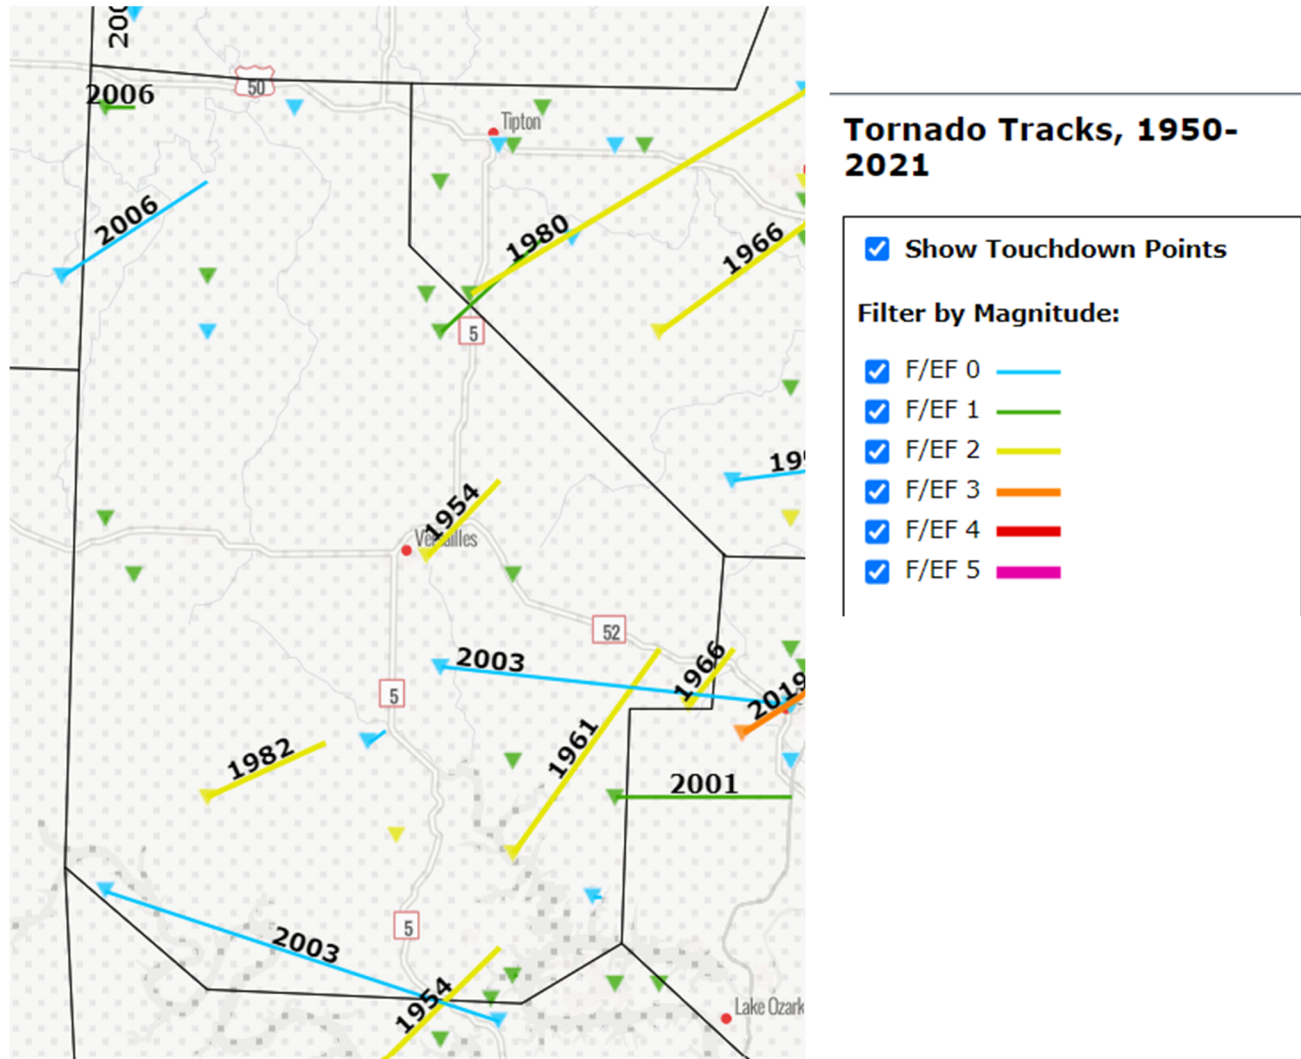 200
50
2006
Tipton
Tornado Tracks, 1950-
2021
2006
1980
1966
Show Touchdown Points
Filter by Magnitude:
5
F/EF 0
F/EF 1
F/EF 2
F/EF 3
F/EF 4
F/EF 5
19
1954
Versailles
52
2003
1966
5
2019
1961
1982
2001
5
2003
1954
Lake Ozark